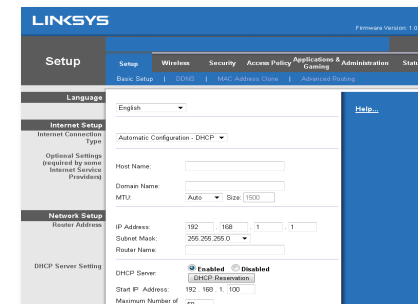 LINKSYS
Firmware Version: 1.0
Setup
Setup Wireless Security Access Policy Applications & Gaming Administration Statu
Basic Setup | DDNS | MAC Address Clone | Advanced Routing
Language
English
Help...
Internet Setup
Internet Connection Type
Automatic Configuration - DHCP
Optional Settings
(required by some
Internet Service
Providers)
Host Name:
Domain Name:
MTU: Auto Size: 1500
Network Setup
Router Address
IP Address: 192 . 168 . 1 . 1
Subnet Mask: 255.255.255.0
Router Name:
DHCP Server Setting
DHCP Server: Enabled Disabled
DHCP Reservation
Start IP Address: 192 . 168 . 1. 100
Maximum Number of 50